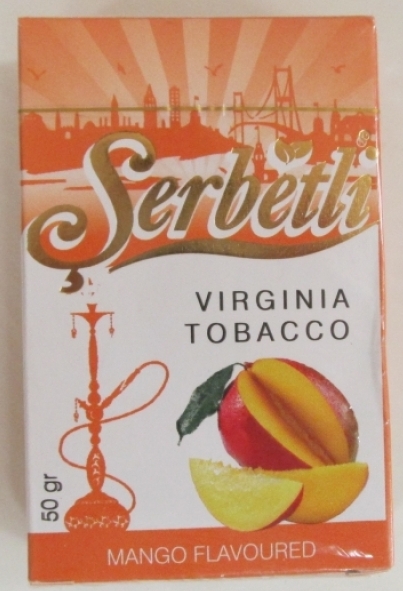 Şerbetli
VIRGINIA
TOBACCO
50 gr
MANGO FLAVOURED